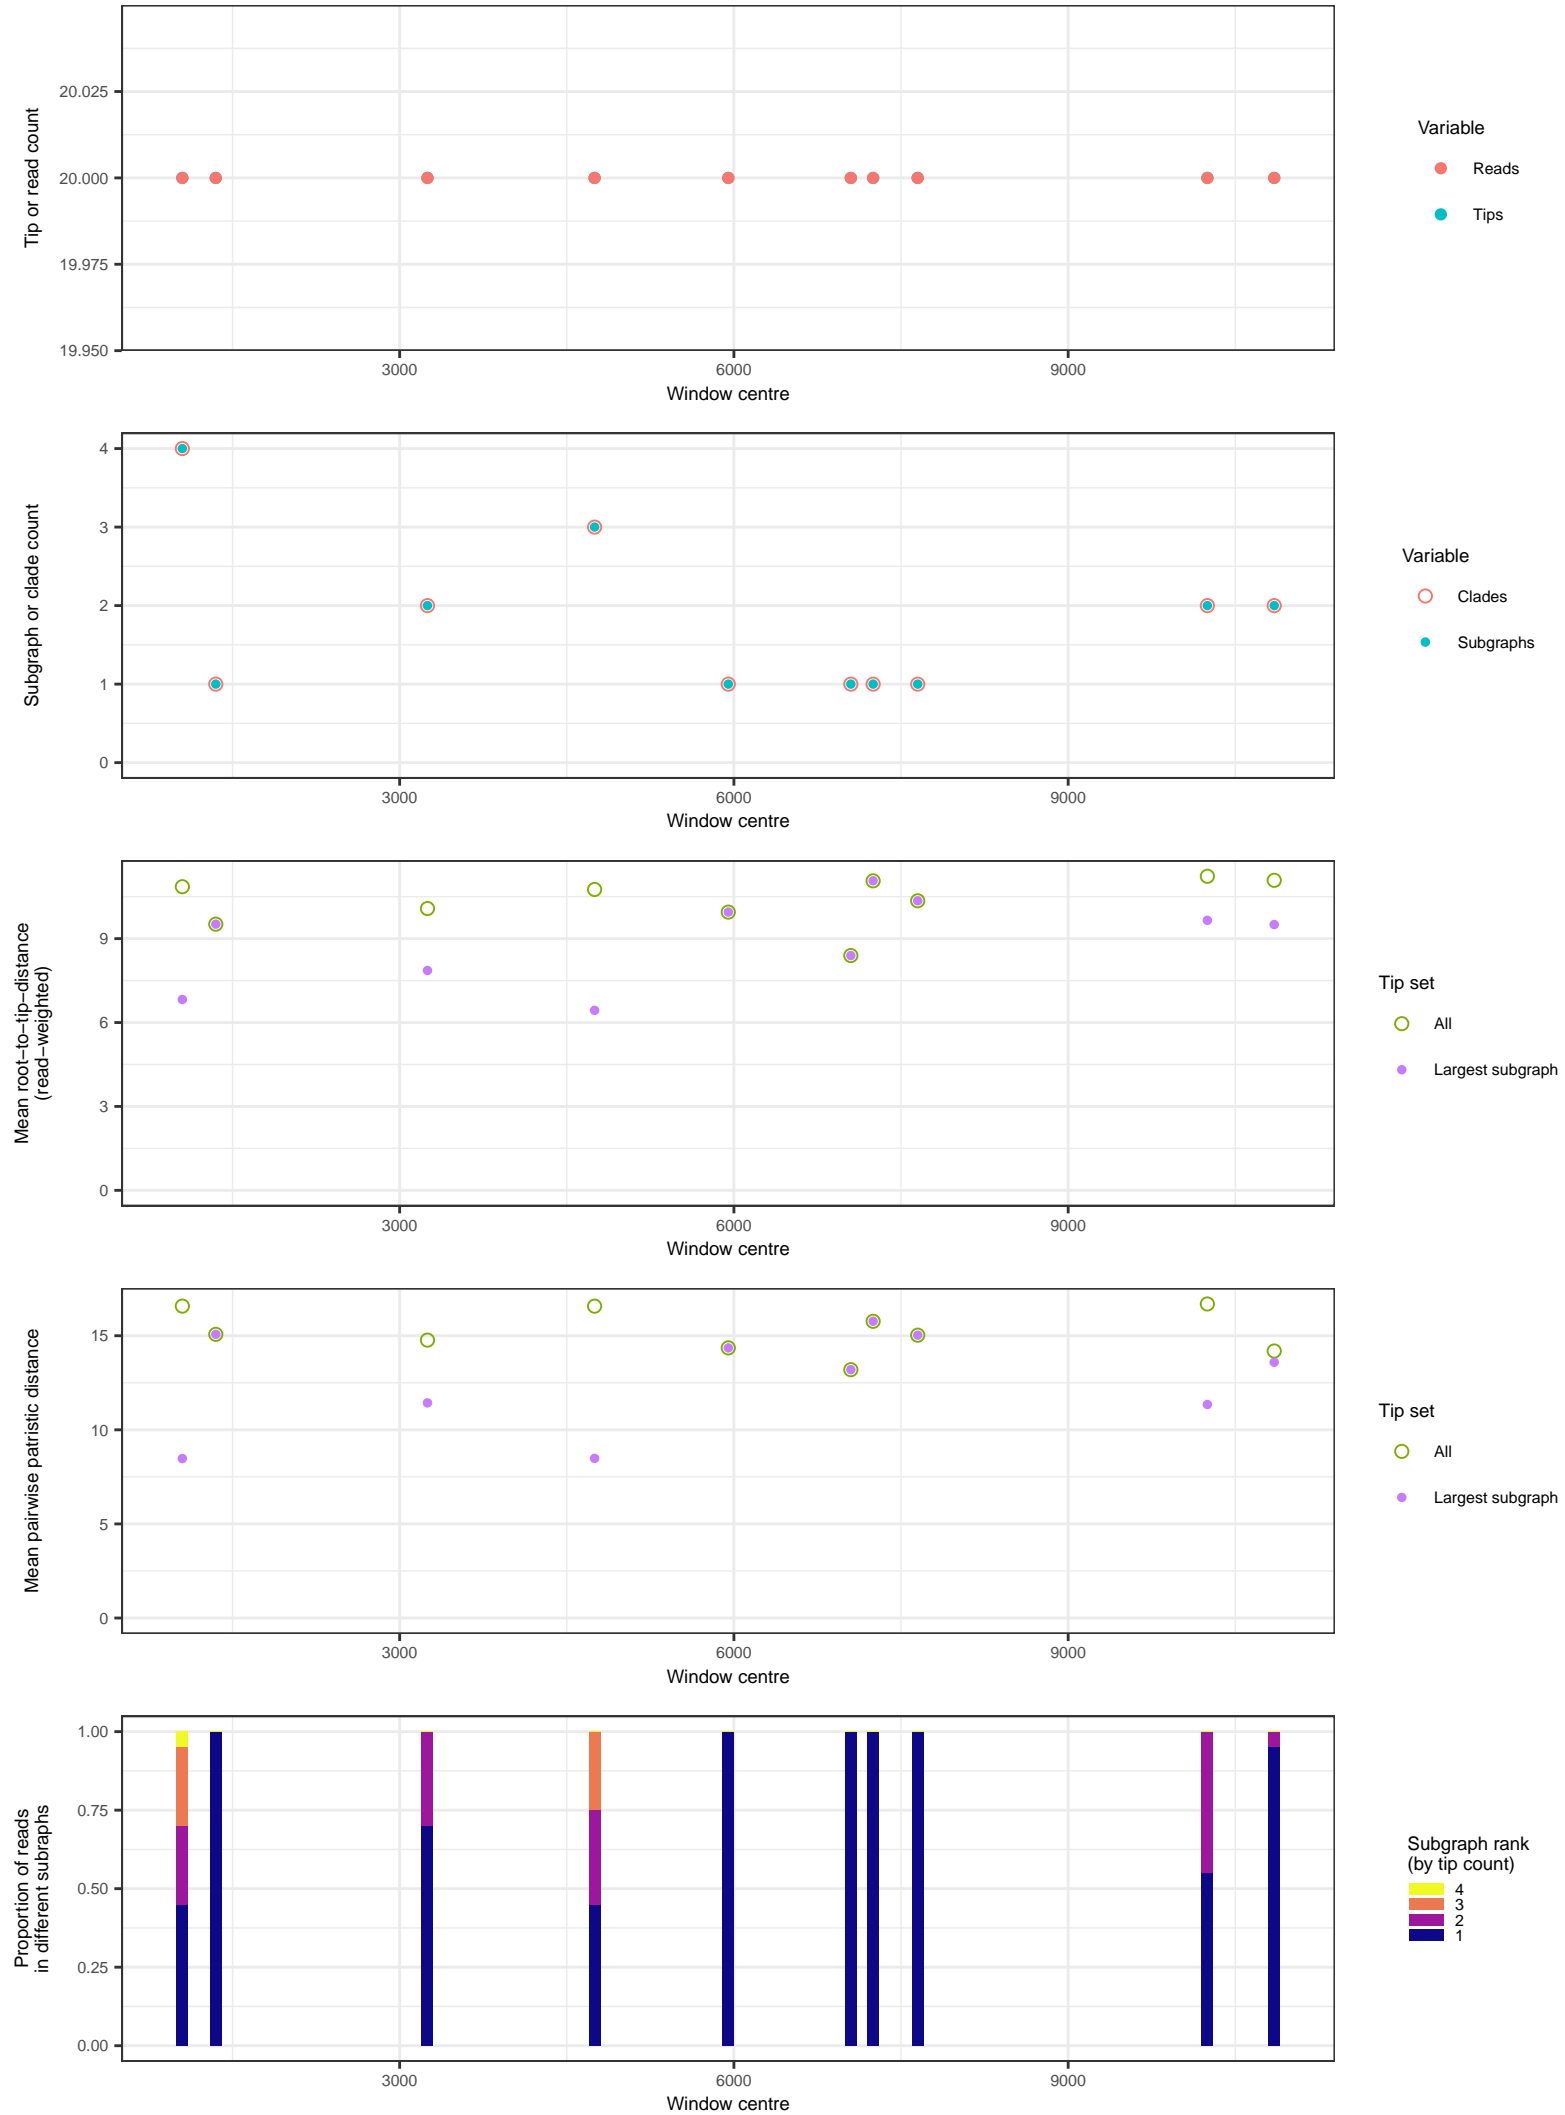 Tip or read count
20.025
20.000
19.975
19.950
3000
6000
9000
Window centre
Variable
Reads
Tips
Subgraph or clade count
4
3
2
1
0
3000
6000
9000
Window centre
Variable
Clades
Subgraphs
Mean root−to−tip−distance
(read−weighted)
9
6
3
0
3000
6000
9000
Window centre
Tip set
All
Largest subgraph
Mean pairwise patristic distance
15
10
5
0
3000
6000
9000
Window centre
Tip set
All
Largest subgraph
Proportion of reads
in different subraphs
1.00
0.75
0.50
0.25
0.00
3000
6000
9000
Window centre
Subgraph rank
(by tip count)
4
3
2
1